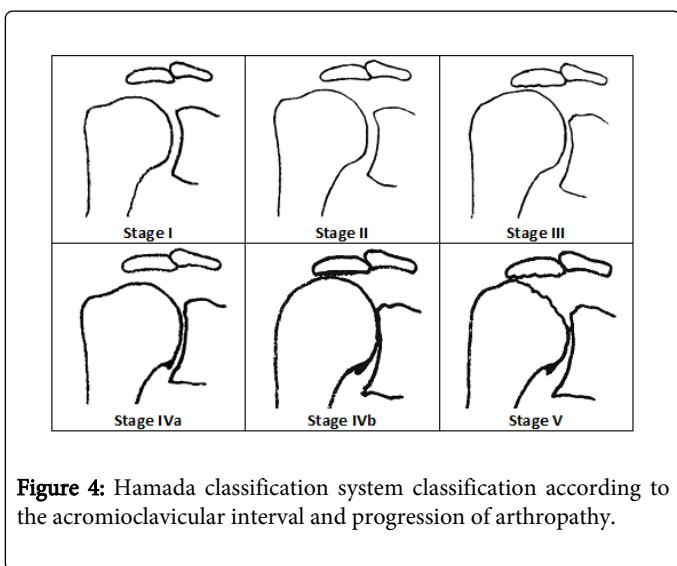 Stage I Stage II Stage III
Stage IVa Stage IVb Stage V
Figure 4: Hamada classification system classification according to
the acromioclavicular interval and progression of arthropathy.